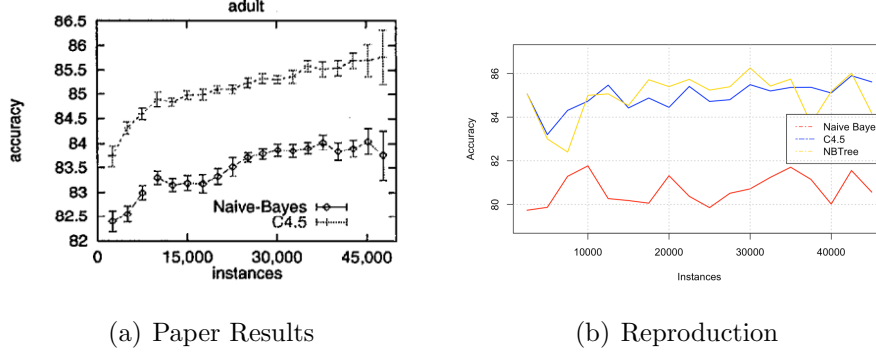 adult
86.5
86
85.5
85
84.5
84
83.5
83
82.5
82
accuracy
Naive-Bayes
C4.5
0
15,000
30,000
45,000
instances
(a) Paper Results
86
84
82
80
Accuracy
Naive Baye
C4.5
NBTree
10000
20000
30000
40000
Instances
(b) Reproduction